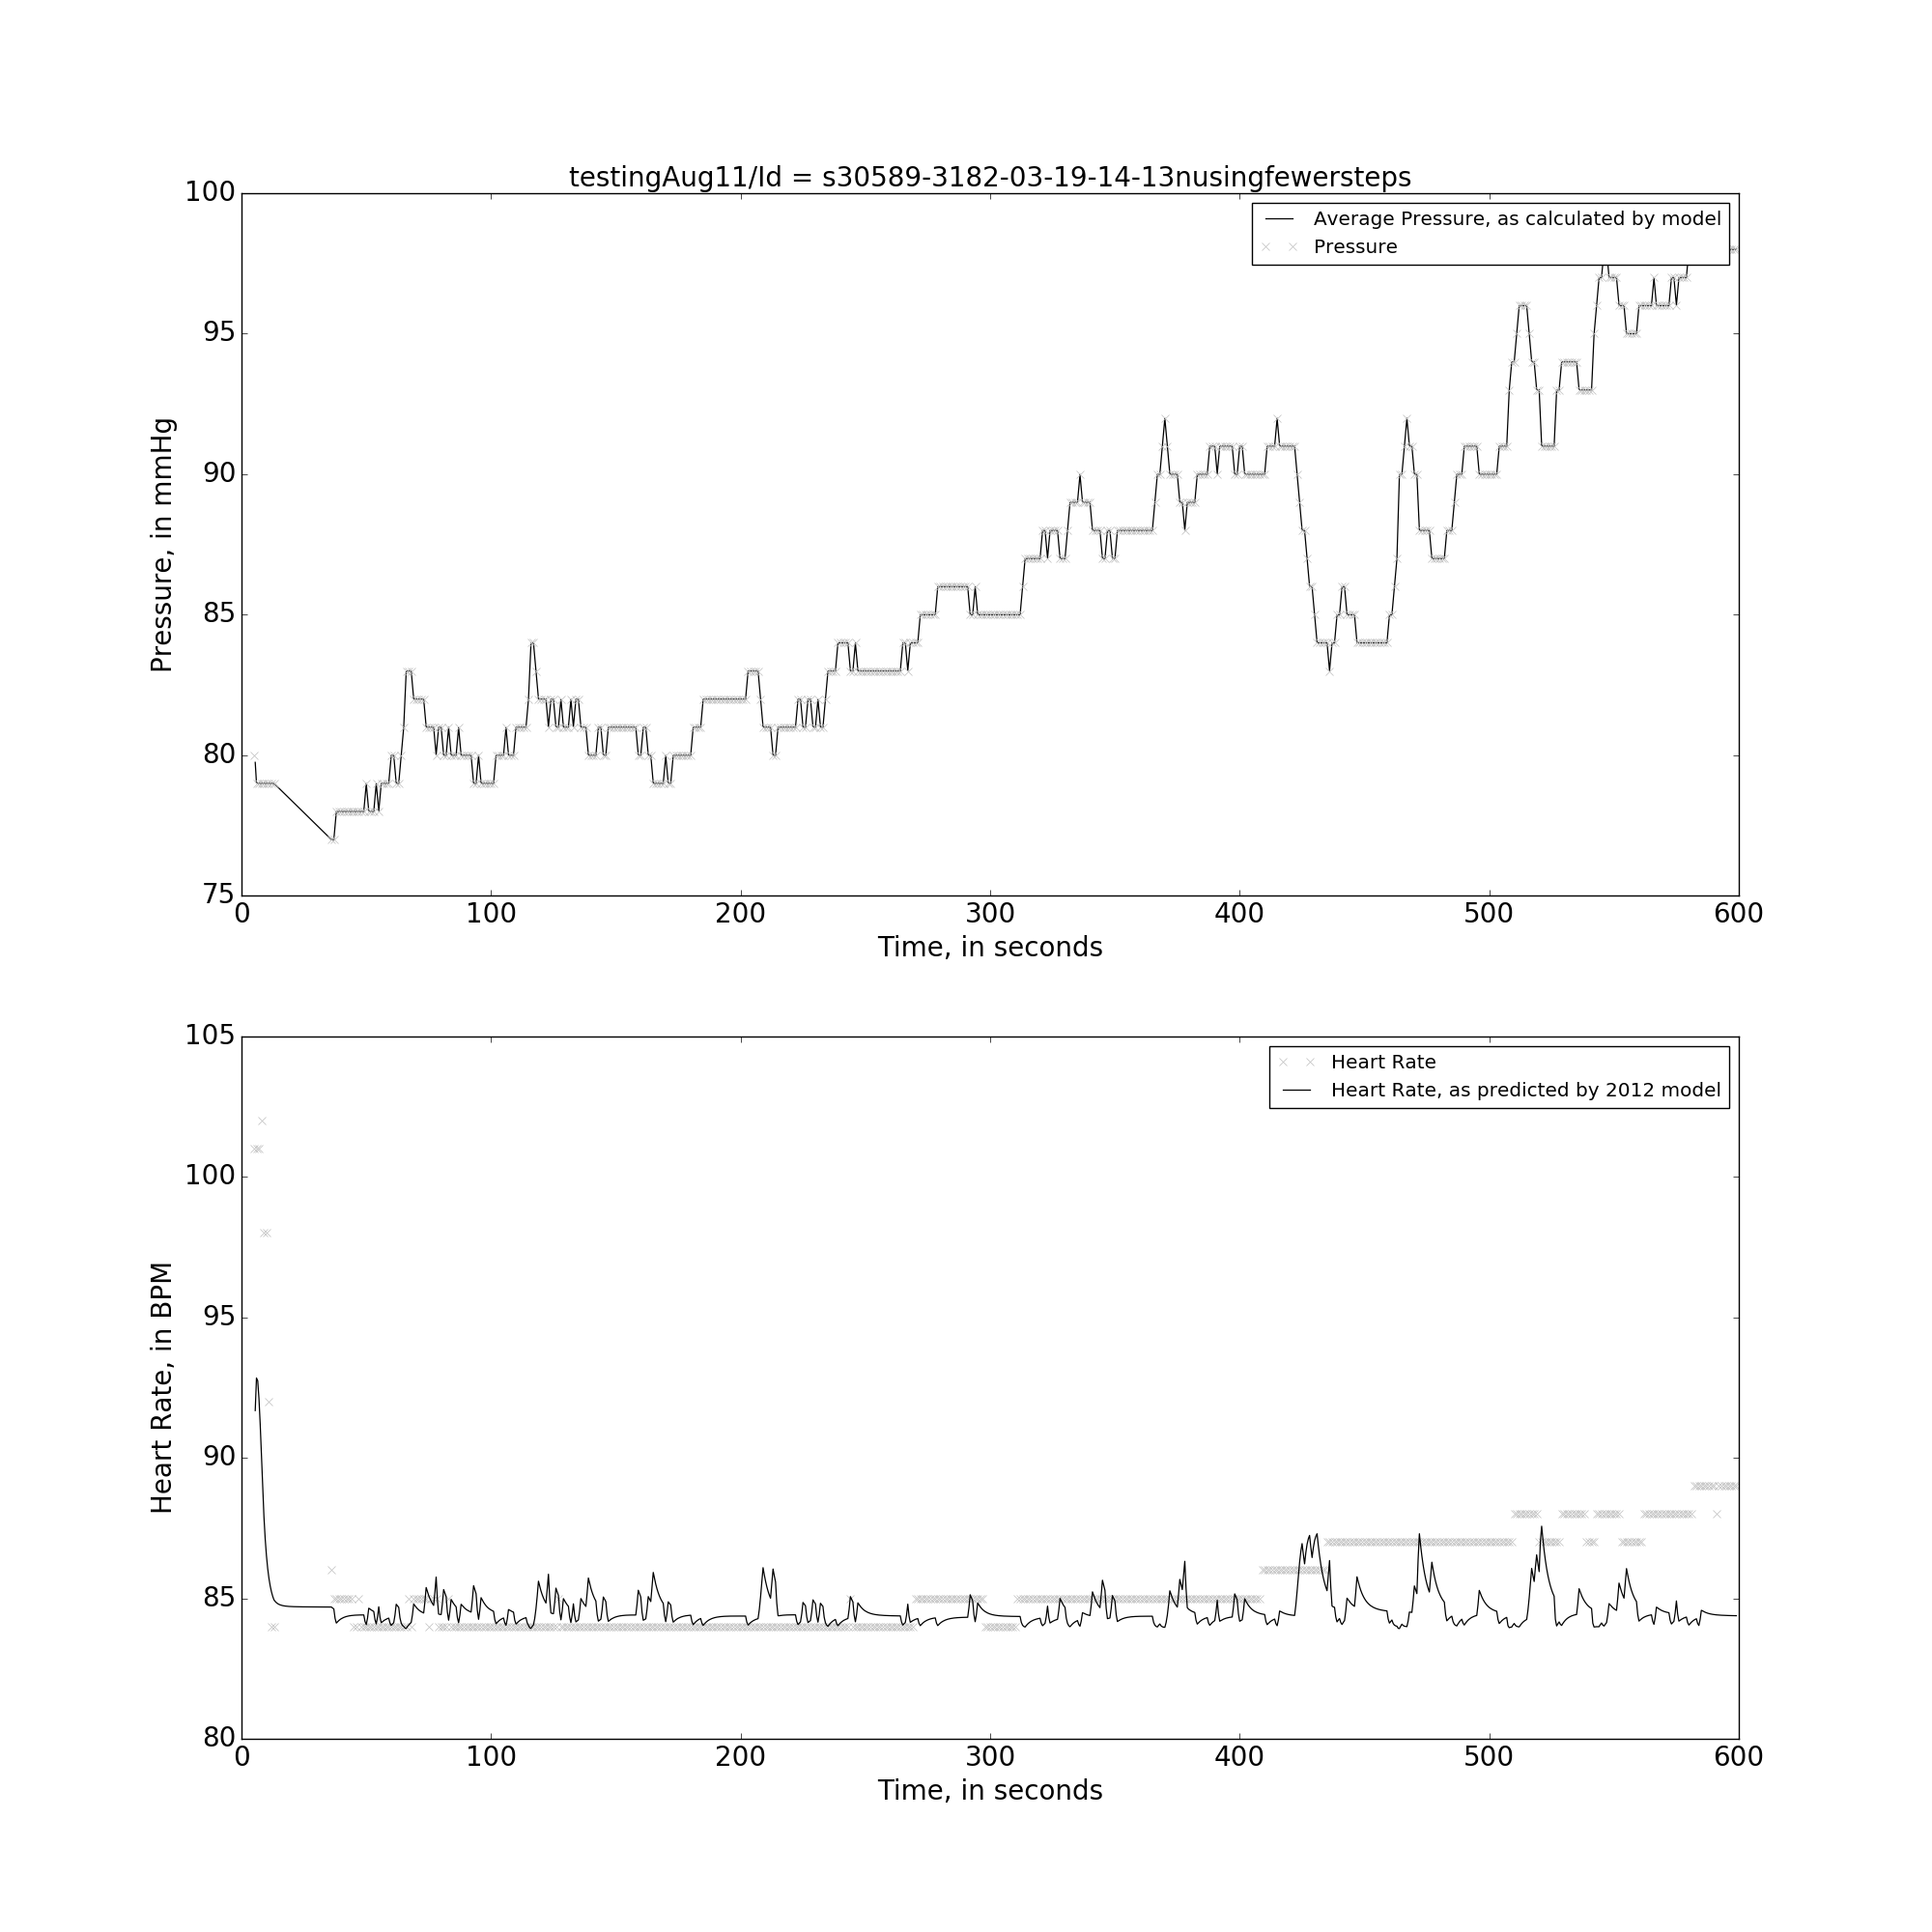 testingAug11/Id = s30589-3182-03-19-14-13nusingfewersteps
100
95
90
85
80
75
Pressure, in mmHg
Average Pressure, as calculated by model
Pressure
0 100 200 300 400 500 600
Time, in seconds
105
100
95
90
85
80
Heart Rate, in BPM
Heart Rate
Heart Rate, as predicted by 2012 model
0 100 200 300 400 500 600
Time, in seconds